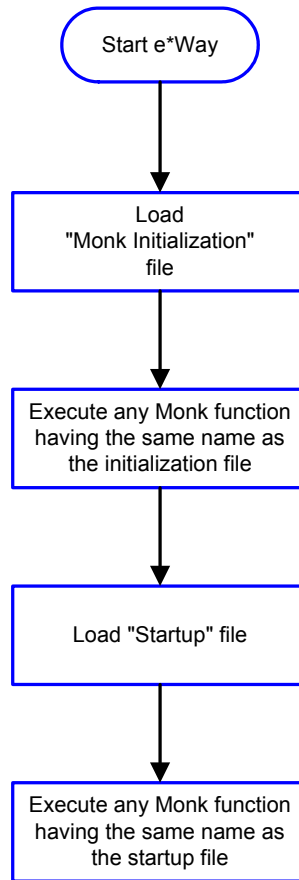 Start e*Way
Load
"Monk Initialization"
file
Execute any Monk function
having the same name as
the initialization file
Load "Startup" file
Execute any Monk function
having the same name as
the startup file